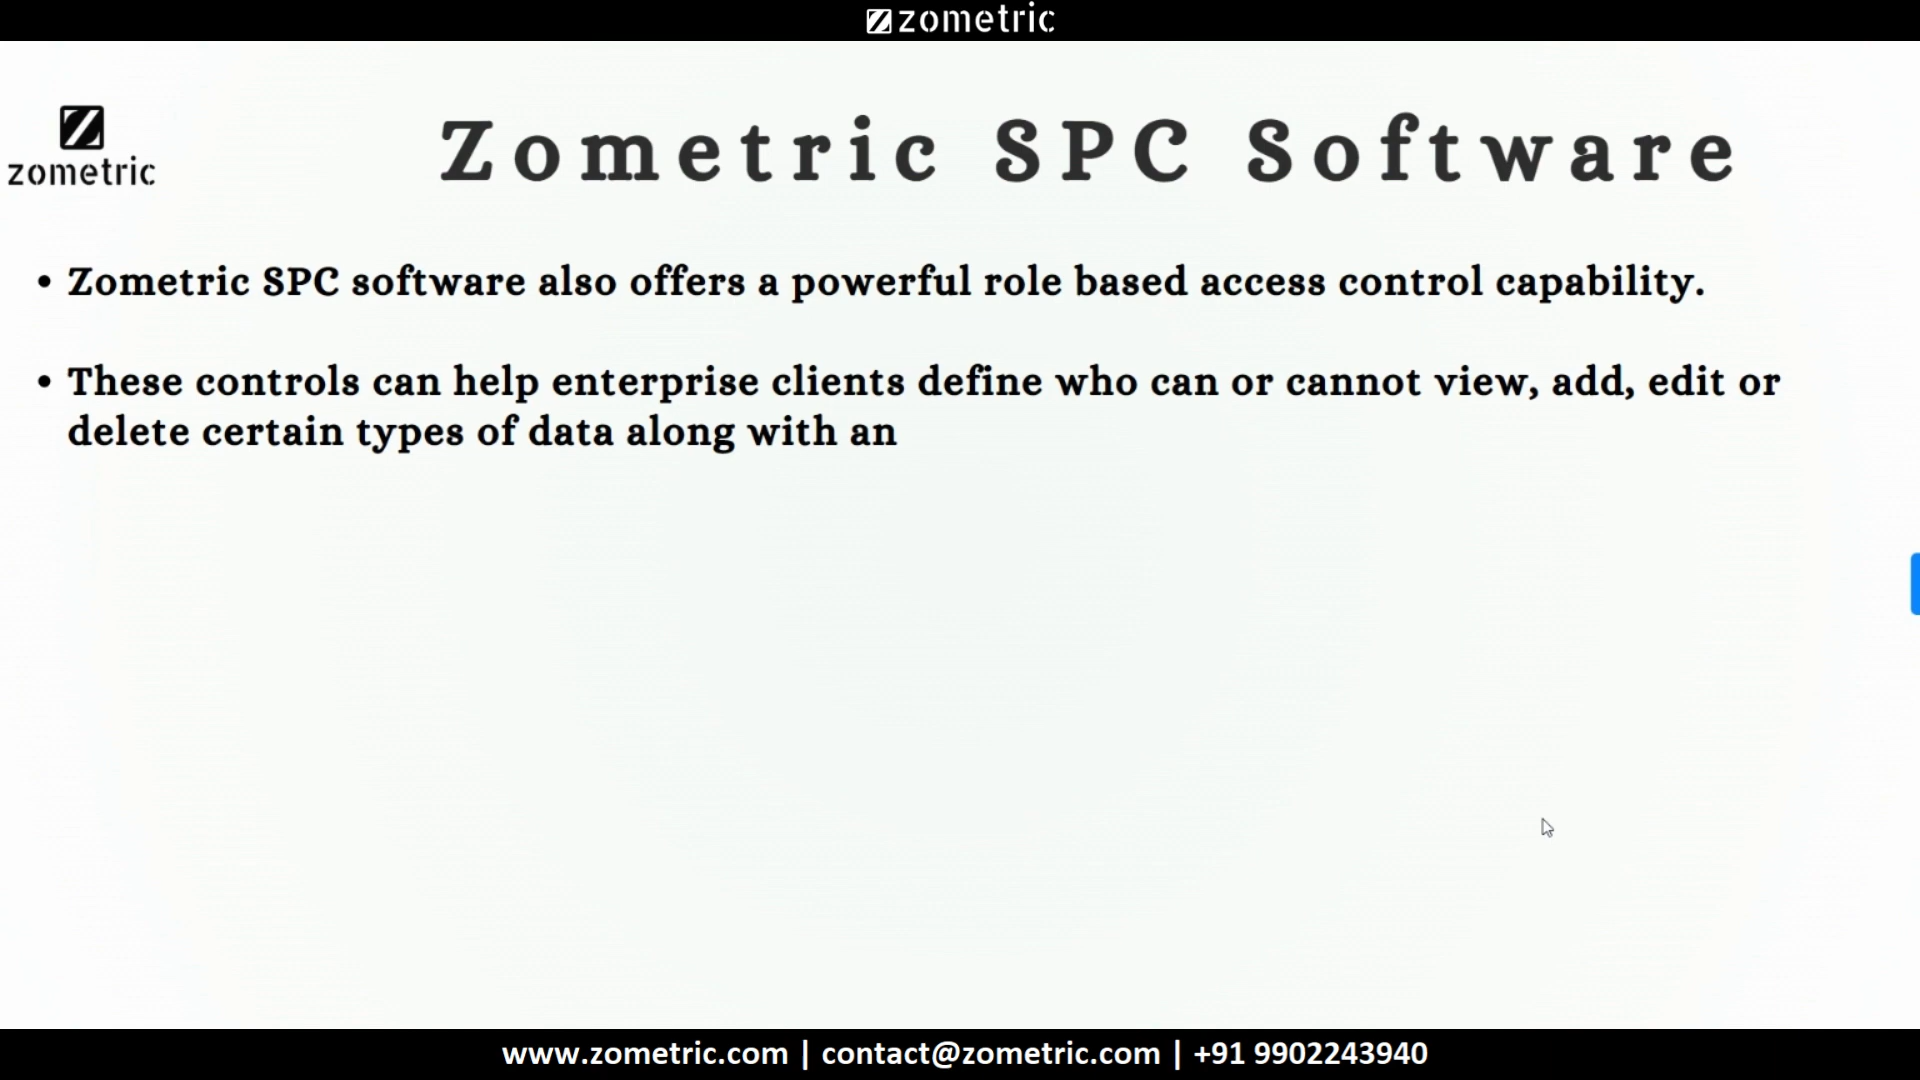 zometric
zometric
Zometric SPC Software
• Zometric SPC software also offers a powerful role based access control capability.
• These controls can help enterprise clients define who can or cannot view, add, edit or
delete certain types of data along with an
www.zometric.com | contact@zometric.com | +91 9902243940